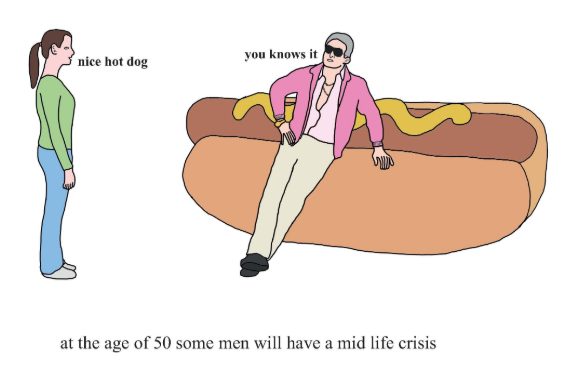 nice hot dog
you knows it
at the age of 50 some men will have a mid life crisis